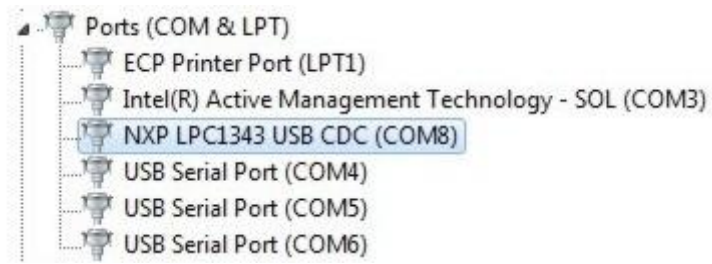 Ports (COM & LPT)
ECP Printer Port (LPT1)
Intel(R) Active Management Technology - SOL (COM3)
NXP LPC1343 USB CDC (COM8)
USB Serial Port (COM4)
USB Serial Port (COM5)
USB Serial Port (COM6)